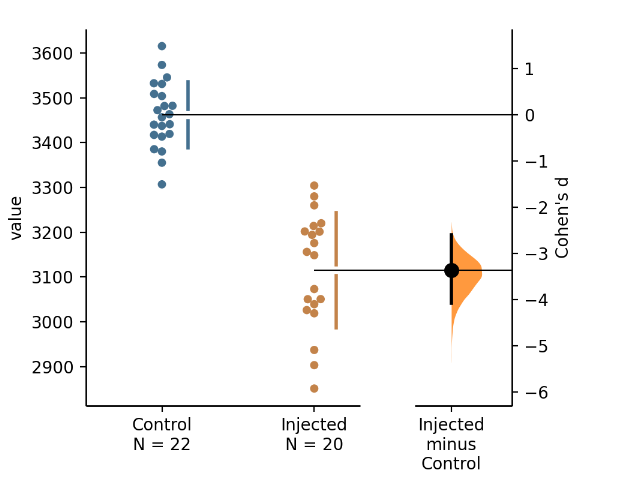 3600
3500
3400
3300
3200
3100
3000
2900
value
1
0
−1
−2
−3
−4
−5
−6
Cohen's d
Control
N = 22
Injected
N = 20
Injected
minus
Control